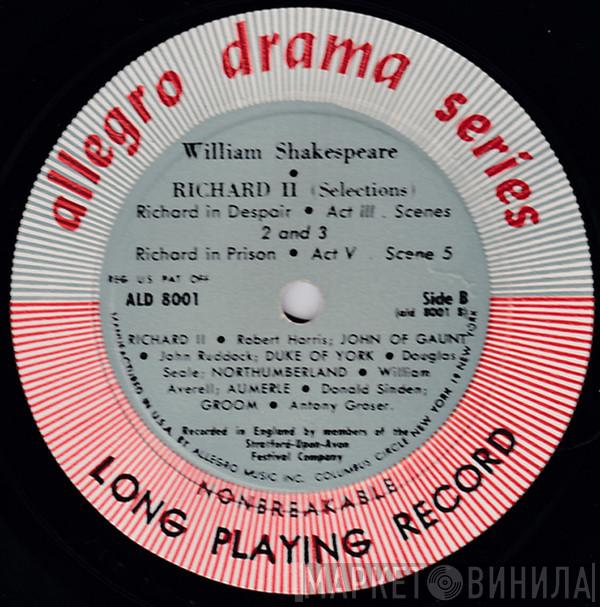 allegro drama series
William Shakespeare
•
RICHARD II (Selections)
Richard in Despair • Act III . Scenes
2 and 3
Richard in Prison • Act V . Scene 5
REG US PAT OFF
ALD 8001
Side B
(ald 8001 B)
RICHARD II • Robert Harris; JOHN OF GAUNT
• John Ruddock; DUKE OF YORK • Douglas
Seale; NORTHUMBERLAND • William
Averell; AUMERLE • Donald Sinden;
GROOM • Antony Groser.
Recorded in England by members of the
Stratford-Upon-Avon
Festival Company
MANUFACTURED IN U.S.A. BY ALLEGRO MUSIC INC. COLUMBUS CIRCLE NEW YORK 19 NEW YORK
NONBREAKABLE
LONG PLAYING RECORD
МАРКЕТ ВИНИЛА